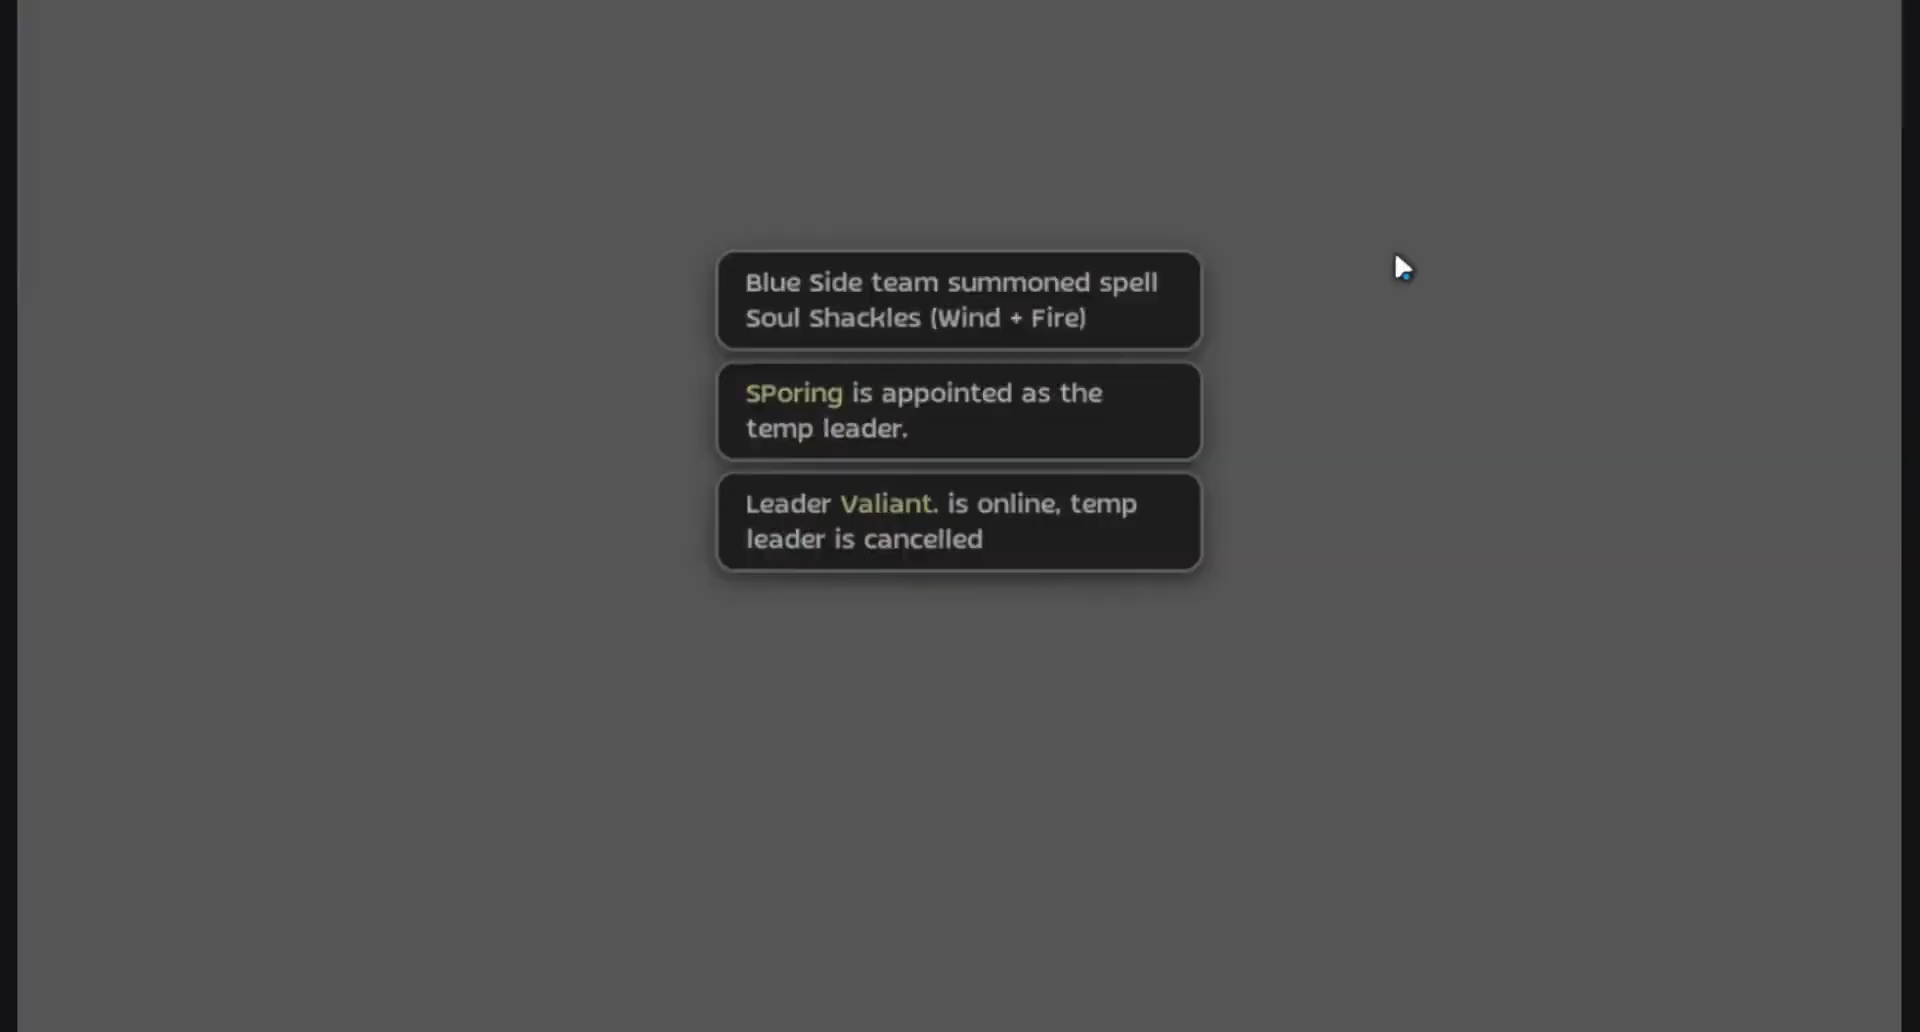 Blue Side team summoned spell
Soul Shackles (Wind + Fire)
SPoring is appointed as the
temp leader.
Leader Valiant. is online, temp
leader is cancelled